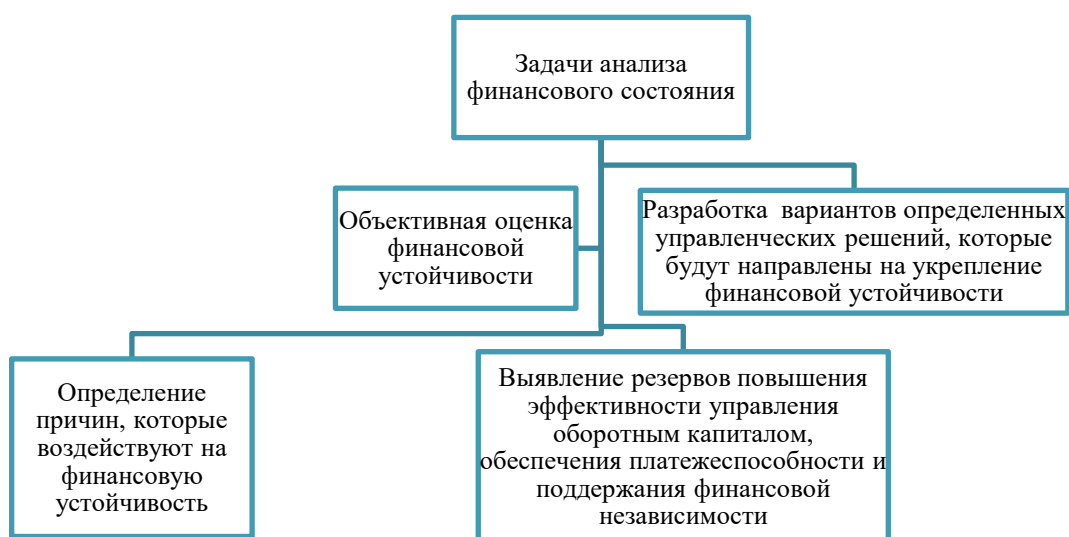 Задачи анализа
финансового состояния
Объективная оценка
финансовой
устойчивости
Разработка вариантов определенных
управленческих решений, которые
будут направлены на укрепление
финансовой устойчивости
Определение
причин, которые
воздействуют на
финансовую
устойчивость
Выявление резервов повышения
эффективности управления
оборотным капиталом,
обеспечения платежеспособности и
поддержания финансовой
независимости